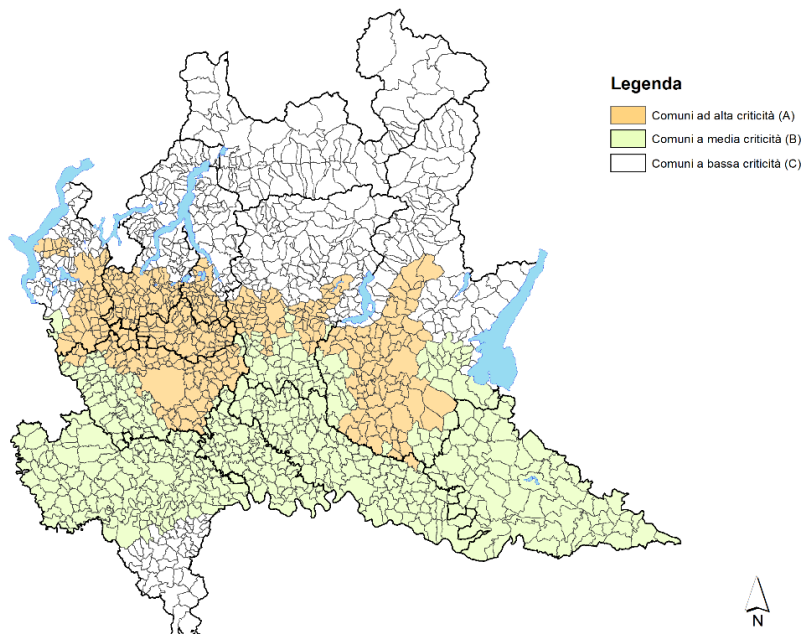 Legenda
Comuni ad alta criticità (A)
Comuni a media criticità (B)
Comuni a bassa criticità (C)
N